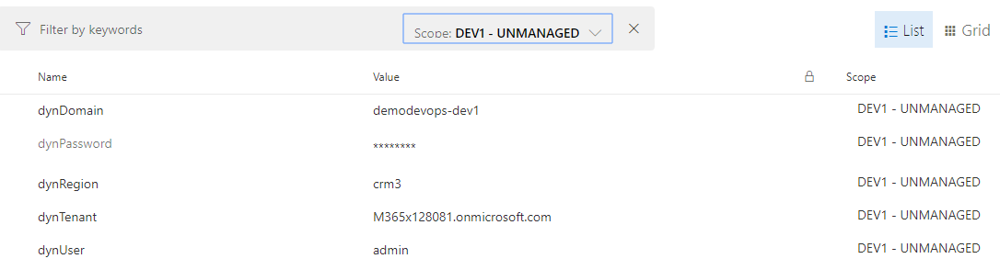 Filter by keywords Scope: DEV1 - UNMANAGED List Grid
Name Value Scope
dynDomain demodevops-dev1 DEV1 - UNMANAGED
dynPassword ******** DEV1 - UNMANAGED
dynRegion crm3 DEV1 - UNMANAGED
dynTenant M365x128081.onmicrosoft.com DEV1 - UNMANAGED
dynUser admin DEV1 - UNMANAGED